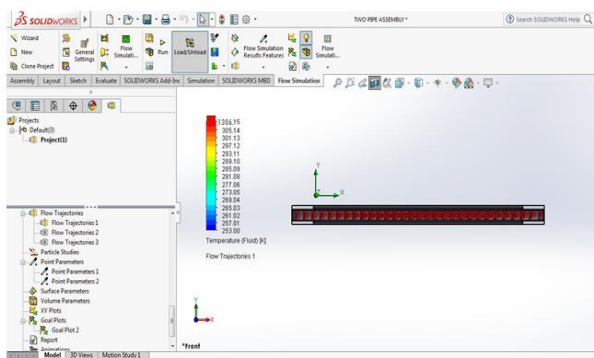 SOLIDWORKS
TWO PIPE ASSEMBLY *
Search SOLIDWORKS Help
Wizard
New
Clone Project
General Settings
Flow Simulati...
Run
Load/Unload
Flow Simulation Results Features
Flow Simulati...
Assembly Layout Sketch Evaluate SOLIDWORKS Add-Ins Simulation SOLIDWORKS MBD Flow Simulation
Projects
Default(3)
Project(1)
Flow Trajectories
Flow Trajectories 1
Flow Trajectories 2
Flow Trajectories 3
Particle Studies
Point Parameters
Point Parameters 1
Point Parameters 2
Surface Parameters
Volume Parameters
XY Plots
Goal Plots
Goal Plot 2
Report
Animations
305.14
301.13
297.12
293.11
289.10
285.09
281.08
277.06
273.05
269.04
265.03
261.02
257.01
253.00
Temperature (Fluid) [K]
Flow Trajectories 1
Y
X
Y
X
*Front
Model 3D Views Motion Study 1